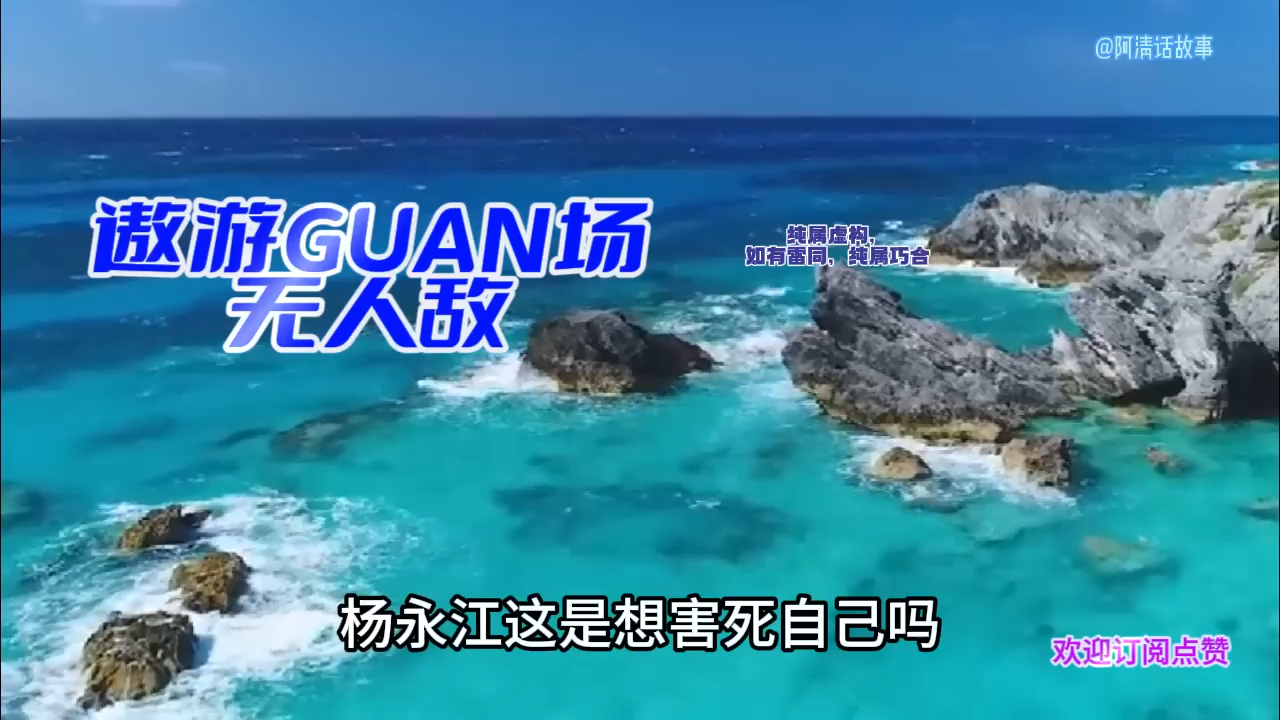 @阿清话故事
遨游GUAN场
无人敌
纯属虚构，
如有雷同，纯属巧合
杨永江这是想害死自己吗
欢迎订阅点赞